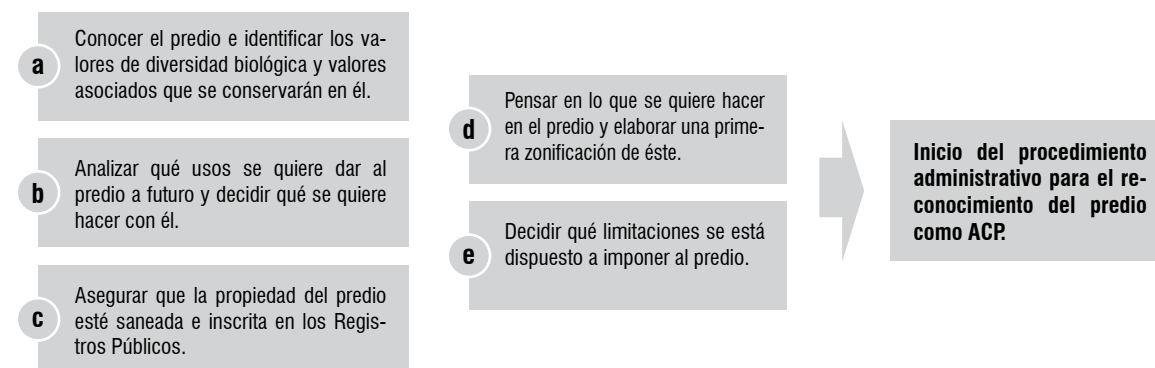 a
Conocer el predio e identificar los va-
lores de diversidad biológica y valores
asociados que se conservarán en él.
b
Analizar qué usos se quiere dar al
predio a futuro y decidir qué se quiere
hacer con él.
c
Asegurar que la propiedad del predio
esté saneada e inscrita en los Regis-
tros Públicos.
d
Pensar en lo que se quiere hacer
en el predio y elaborar una prime-
ra zonificación de éste.
e
Decidir qué limitaciones se está
dispuesto a imponer al predio.
Inicio del procedimiento
administrativo para el re-
conocimiento del predio
como ACP.